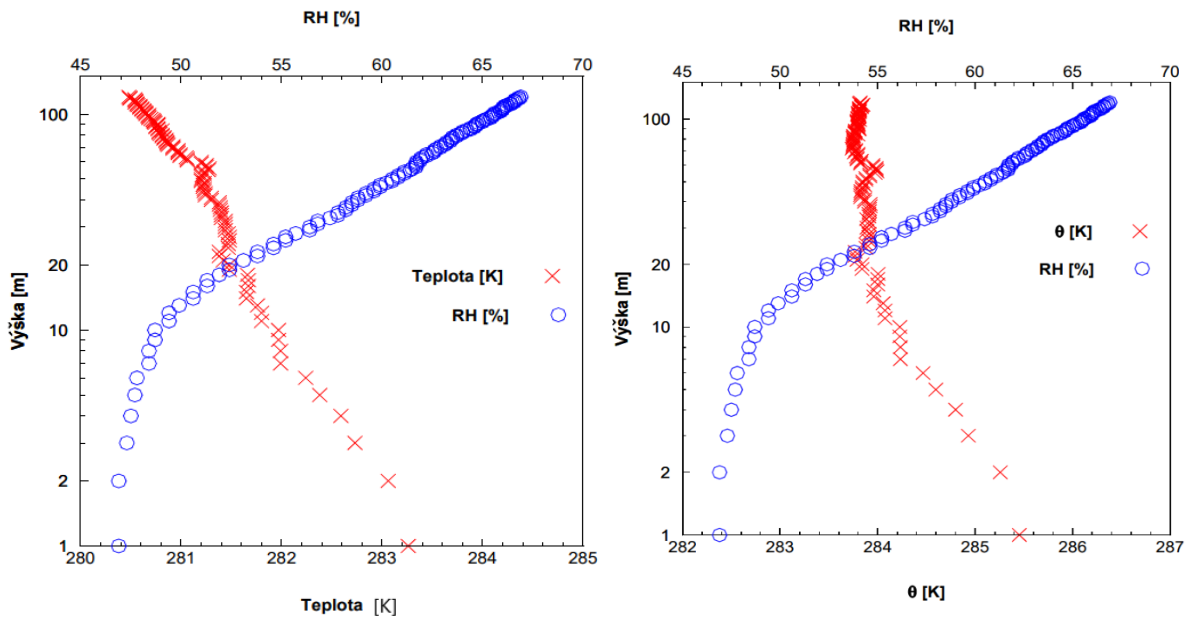 RH [%]
45 50 55 60 65 70
100
20
10
2
1
Výška [m]
Teplota [K]
RH [%]
280 281 282 283 284 285
Teplota [K]
RH [%]
45 50 55 60 65 70
100
20
10
2
1
Výška [m]
θ [K]
RH [%]
282 283 284 285 286 287
θ [K]